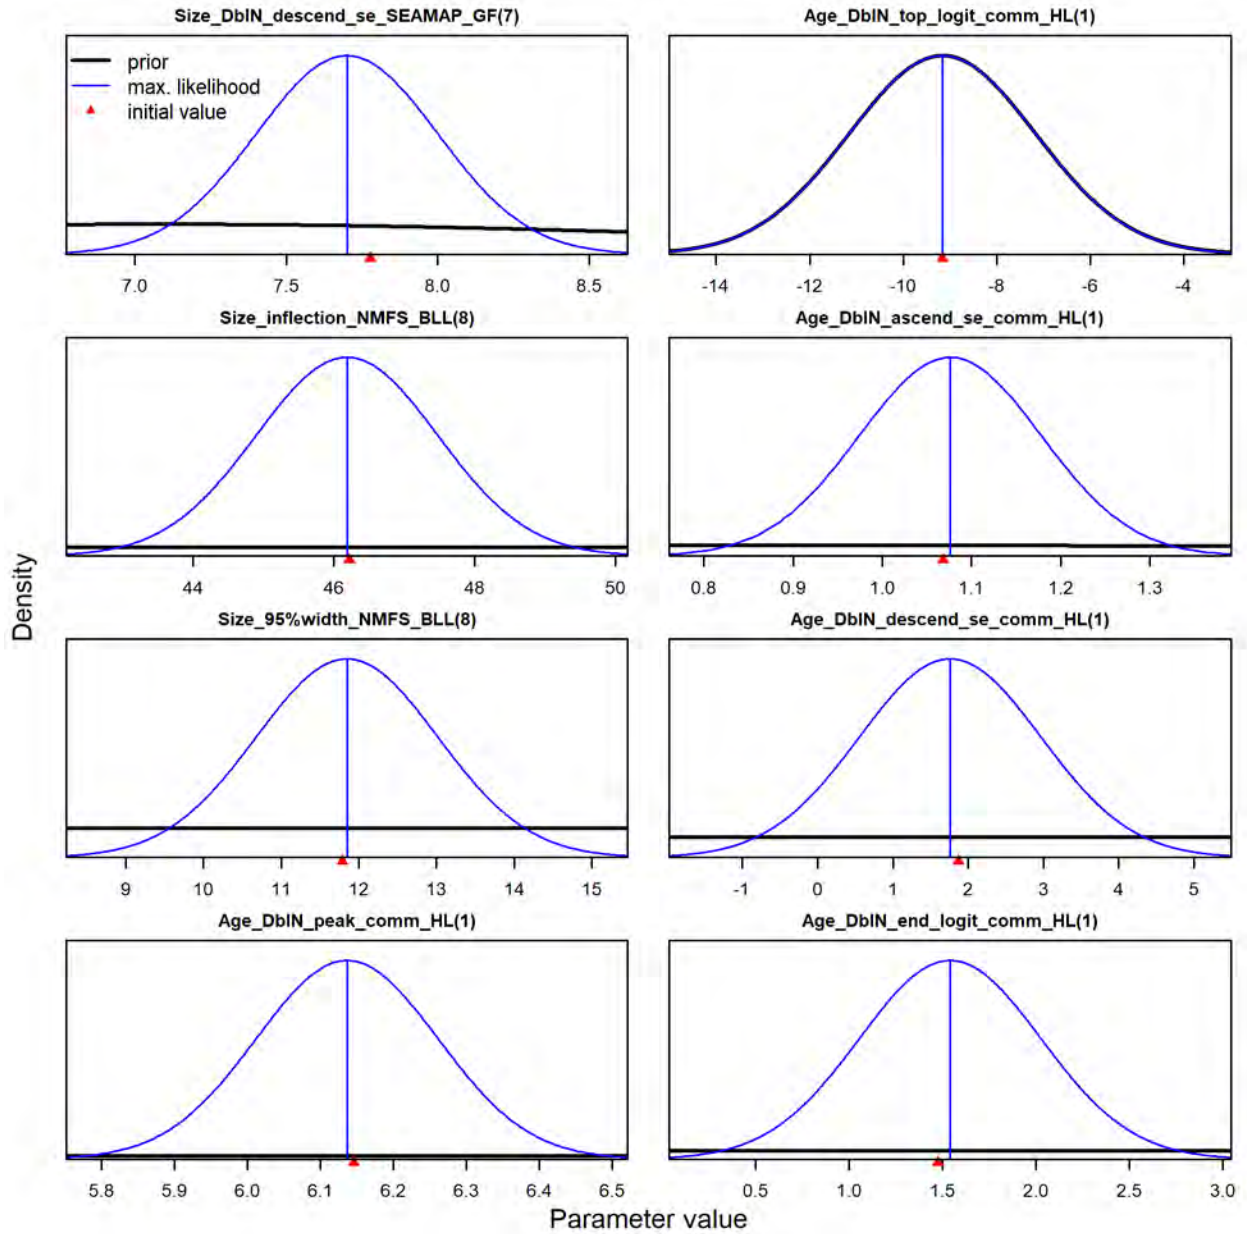 Size_DblN_descend_se_SEAMAP_GF(7)
prior
max. likelihood
initial value
7.0 7.5 8.0 8.5
Age_DblN_top_logit_comm_HL(1)
-14 -12 -10 -8 -6 -4
Size_inflection_NMFS_BLL(8)
44 46 48 50
Age_DblN_ascend_se_comm_HL(1)
0.8 0.9 1.0 1.1 1.2 1.3
Size_95%width_NMFS_BLL(8)
9 10 11 12 13 14 15
Age_DblN_descend_se_comm_HL(1)
-1 0 1 2 3 4 5
Age_DblN_peak_comm_HL(1)
5.8 5.9 6.0 6.1 6.2 6.3 6.4 6.5
Age_DblN_end_logit_comm_HL(1)
0.5 1.0 1.5 2.0 2.5 3.0
Density
Parameter value